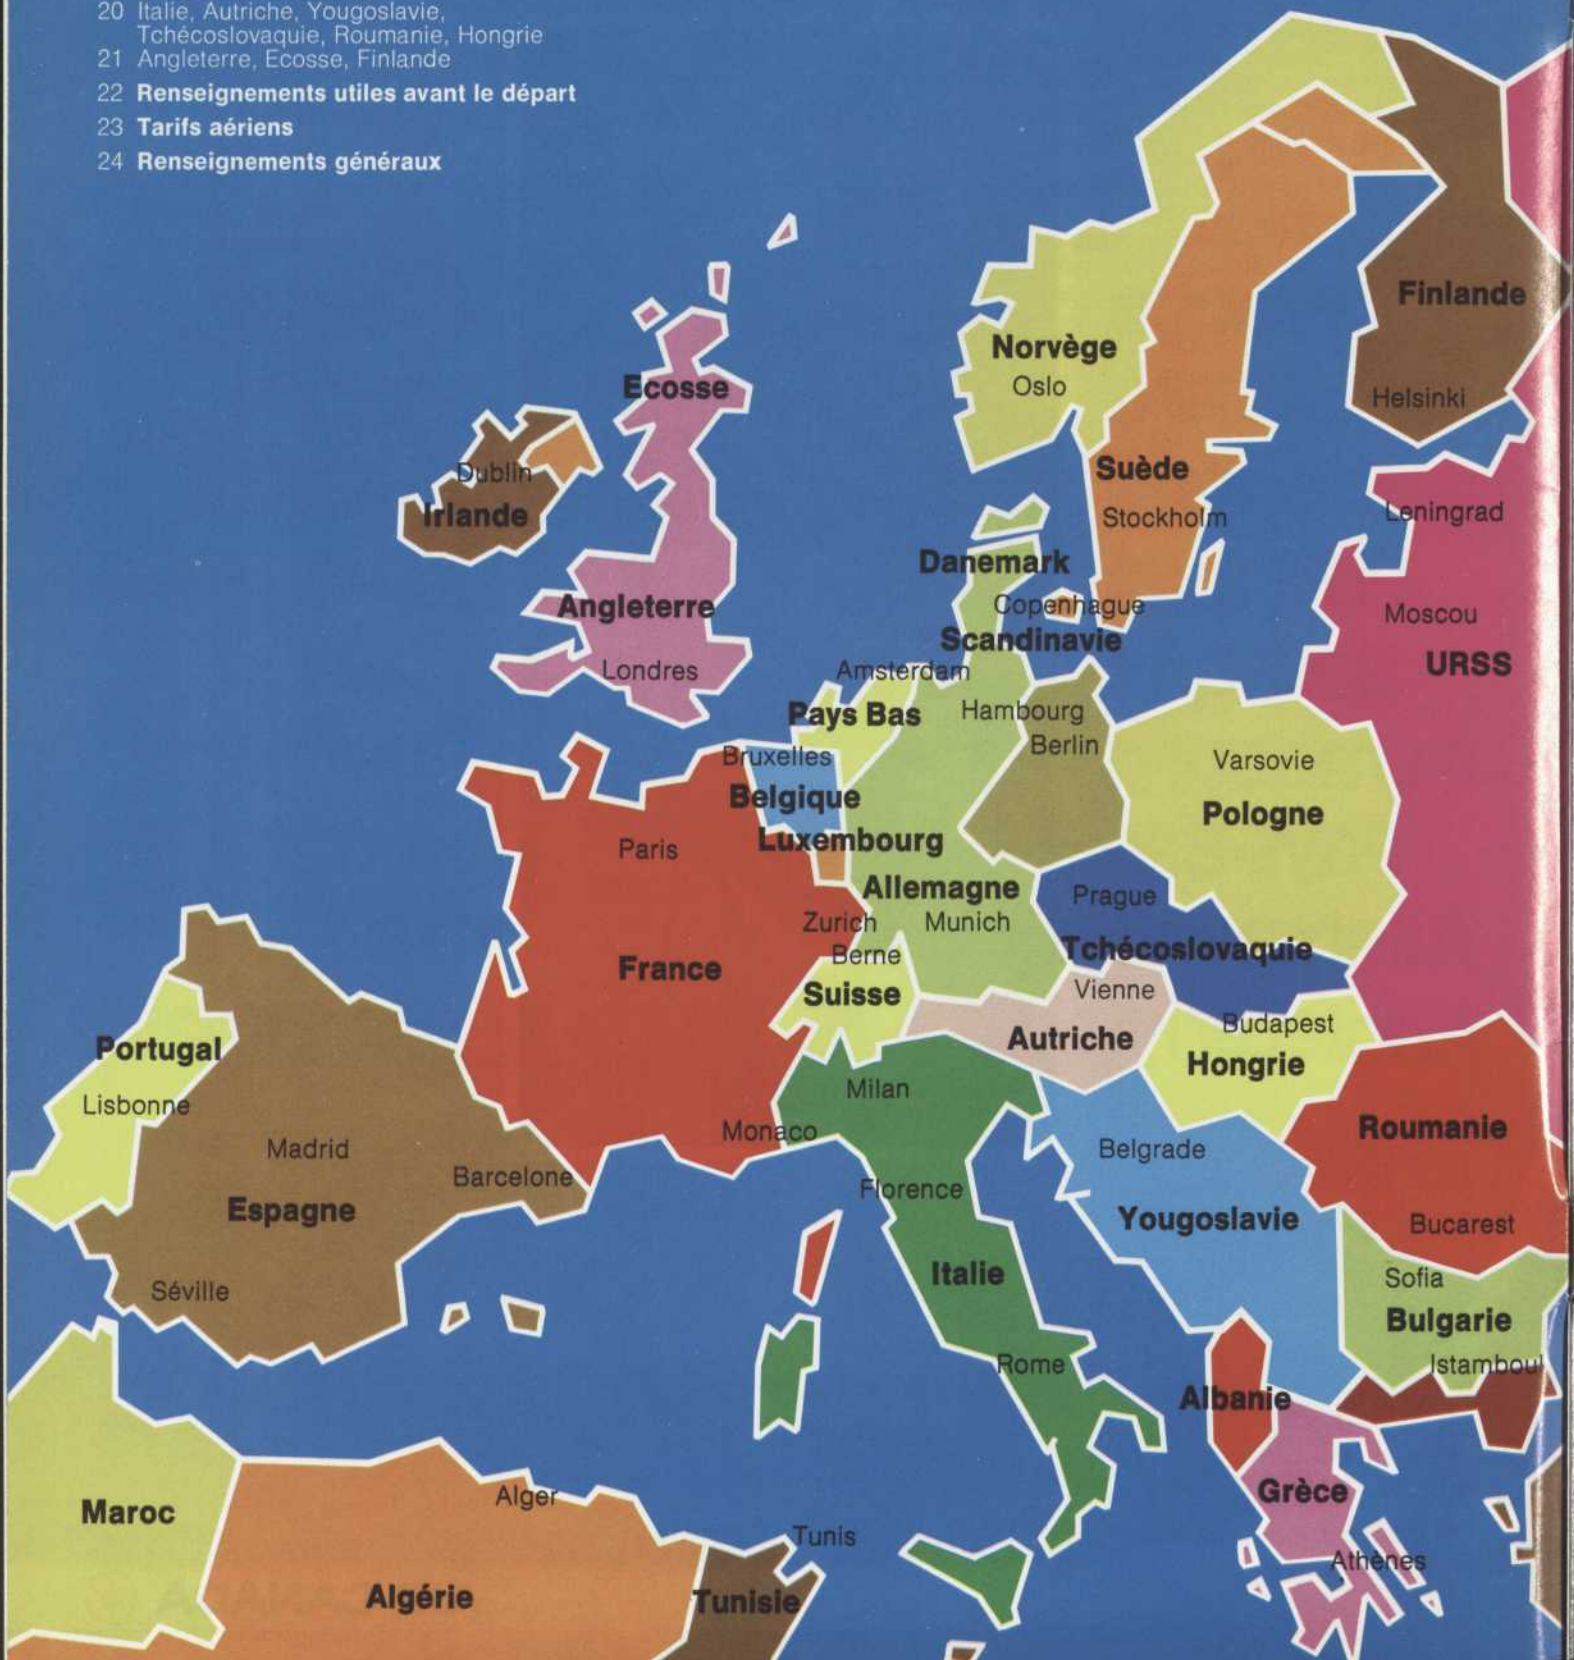 20 Italie, Autriche, Yougoslavie,
Tchécoslovaquie, Roumanie, Hongrie
21 Angleterre, Ecosse, Finlande
22 Renseignements utiles avant le départ
23 Tarifs aériens
24 Renseignements généraux
Finlande
Norvège
Oslo
Ecosse
Helsinki
Suède
Dublin
Irlande
Stockholm
Leningrad
Danemark
Copenhague
Angleterre
Moscou
Scandinavie
URSS
Londres
Amsterdam
Pays Bas
Hambourg
Berlin
Bruxelles
Varsovie
Belgique
Pologne
Luxembourg
Paris
Allemagne
Prague
Zurich
Munich
Tchécoslovaquie
Berne
France
Suisse
Vienne
Budapest
Autriche
Portugal
Hongrie
Milan
Lisbonne
Monaco
Roumanie
Madrid
Belgrade
Barcelone
Florence
Espagne
Yougoslavie
Bucarest
Italie
Sofia
Séville
Bulgarie
Rome
Istamboul
Albanie
Grèce
Alger
Maroc
Tunis
Athènes
Algérie
Tunisie